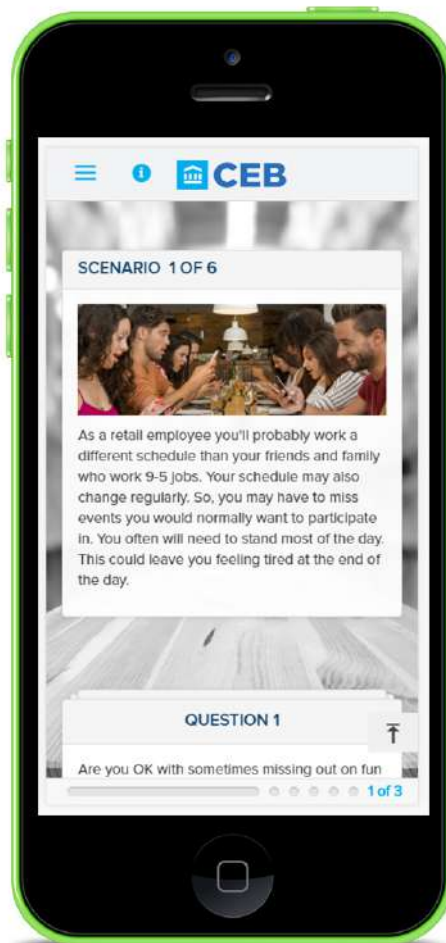 CEB
SCENARIO 1 OF 6
As a retail employee you'll probably work a
different schedule than your friends and family
who work 9-5 jobs. Your schedule may also
change regularly. So, you may have to miss
events you would normally want to participate
in. You often will need to stand most of the day.
This could leave you feeling tired at the end of
the day.
QUESTION 1
Are you OK with sometimes missing out on fun
1 of 3